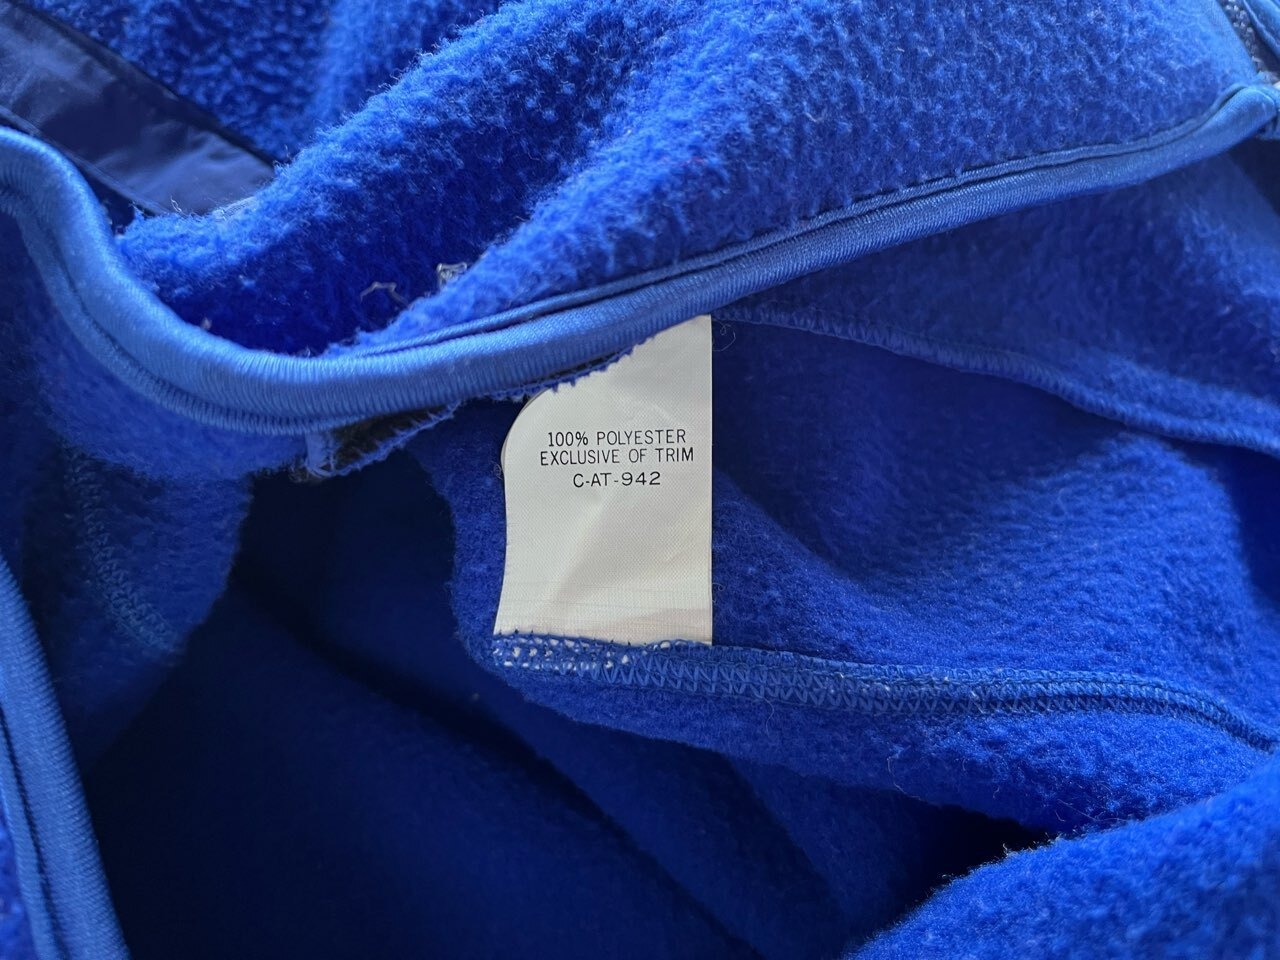 100% POLYESTER
EXCLUSIVE OF TRIM
C-AT-942